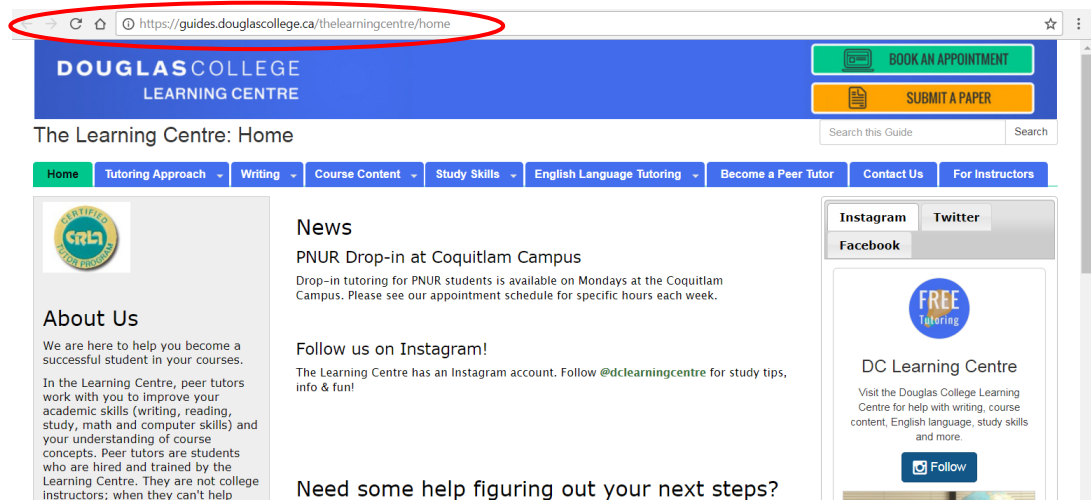 https://guides.douglascollege.ca/thelearningcentre/home
DOUGLASCOLLEGE
LEARNING CENTRE
BOOK AN APPOINTMENT
SUBMIT A PAPER
The Learning Centre: Home
Search this Guide
Search
Home
Tutoring Approach
Writing
Course Content
Study Skills
English Language Tutoring
Become a Peer Tutor
Contact Us
For Instructors
CERTIFIED
CRLA
TUTOR PROGRAM
About Us
We are here to help you become a
successful student in your courses.
In the Learning Centre, peer tutors
work with you to improve your
academic skills (writing, reading,
study, math and computer skills) and
your understanding of course
concepts. Peer tutors are students
who are hired and trained by the
Learning Centre. They are not college
instructors; when they can't help
News
PNUR Drop-in at Coquitlam Campus
Drop-in tutoring for PNUR students is available on Mondays at the Coquitlam
Campus. Please see our appointment schedule for specific hours each week.
Follow us on Instagram!
The Learning Centre has an Instagram account. Follow @dclearningcentre for study tips,
info & fun!
Need some help figuring out your next steps?
Instagram
Twitter
Facebook
FREE
Tutoring
DC Learning Centre
Visit the Douglas College Learning
Centre for help with writing, course
content, English language, study skills
and more.
Follow